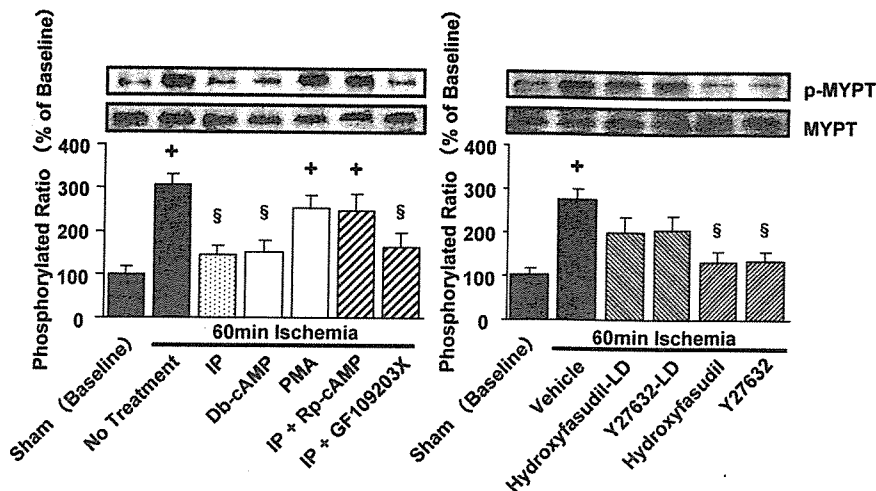 Phosphorylated Ratio (% of Baseline)
400
300
200
100
0
+
§
§
+
+
§
60min Ischemia
Sham (Baseline)
No Treatment
IP
Db-cAMP
PMA
IP + Rp-cAMP
IP + GF109203X
Phosphorylated Ratio (% of Baseline)
p-MYPT
MYPT
400
300
200
100
0
+
§
§
60min Ischemia
Sham (Baseline)
Vehicle
Hydroxyfasudil-LD
Y27632-LD
Hydroxyfasudil
Y27632